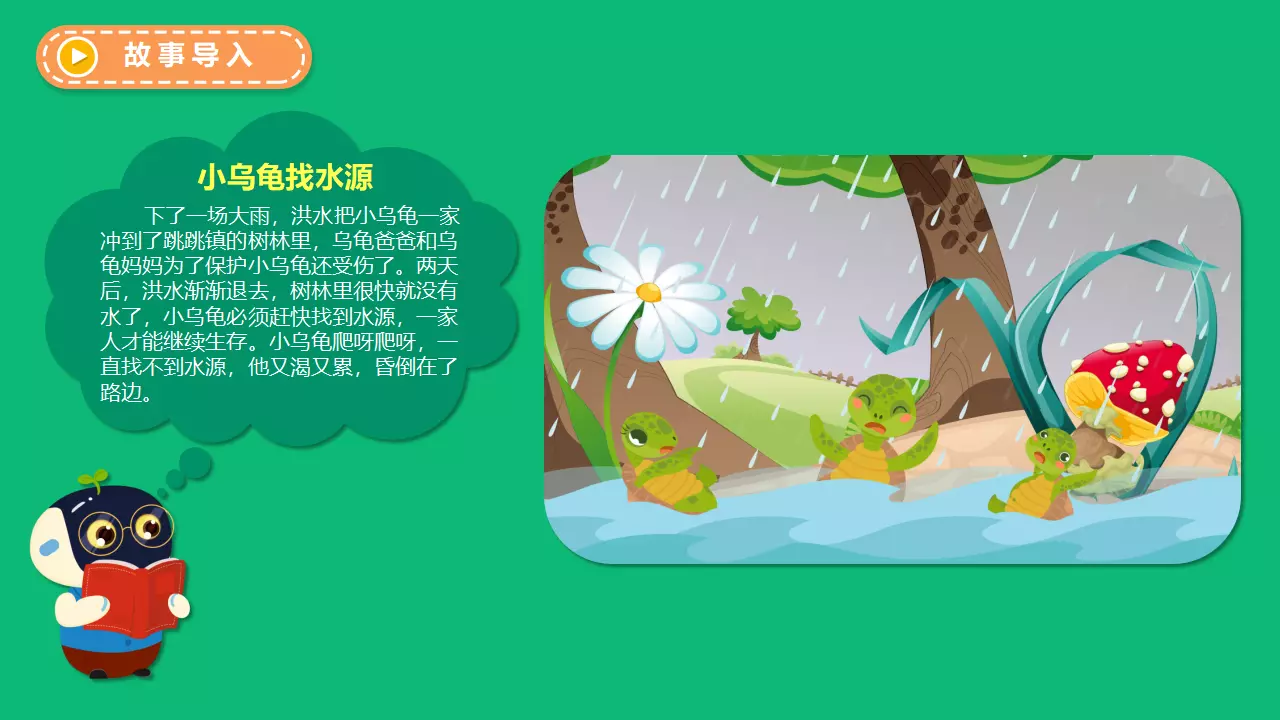 故事导入
小乌龟找水源
下了一场大雨，洪水把小乌龟一家
冲到了跳跳镇的树林里，乌龟爸爸和乌
龟妈妈为了保护小乌龟还受伤了。两天
后，洪水渐渐退去，树林里很快就没有
水了，小乌龟必须赶快找到水源，一家
人才能继续生存。小乌龟爬呀爬呀，一
直找不到水源，他又渴又累，昏倒在了
路边。